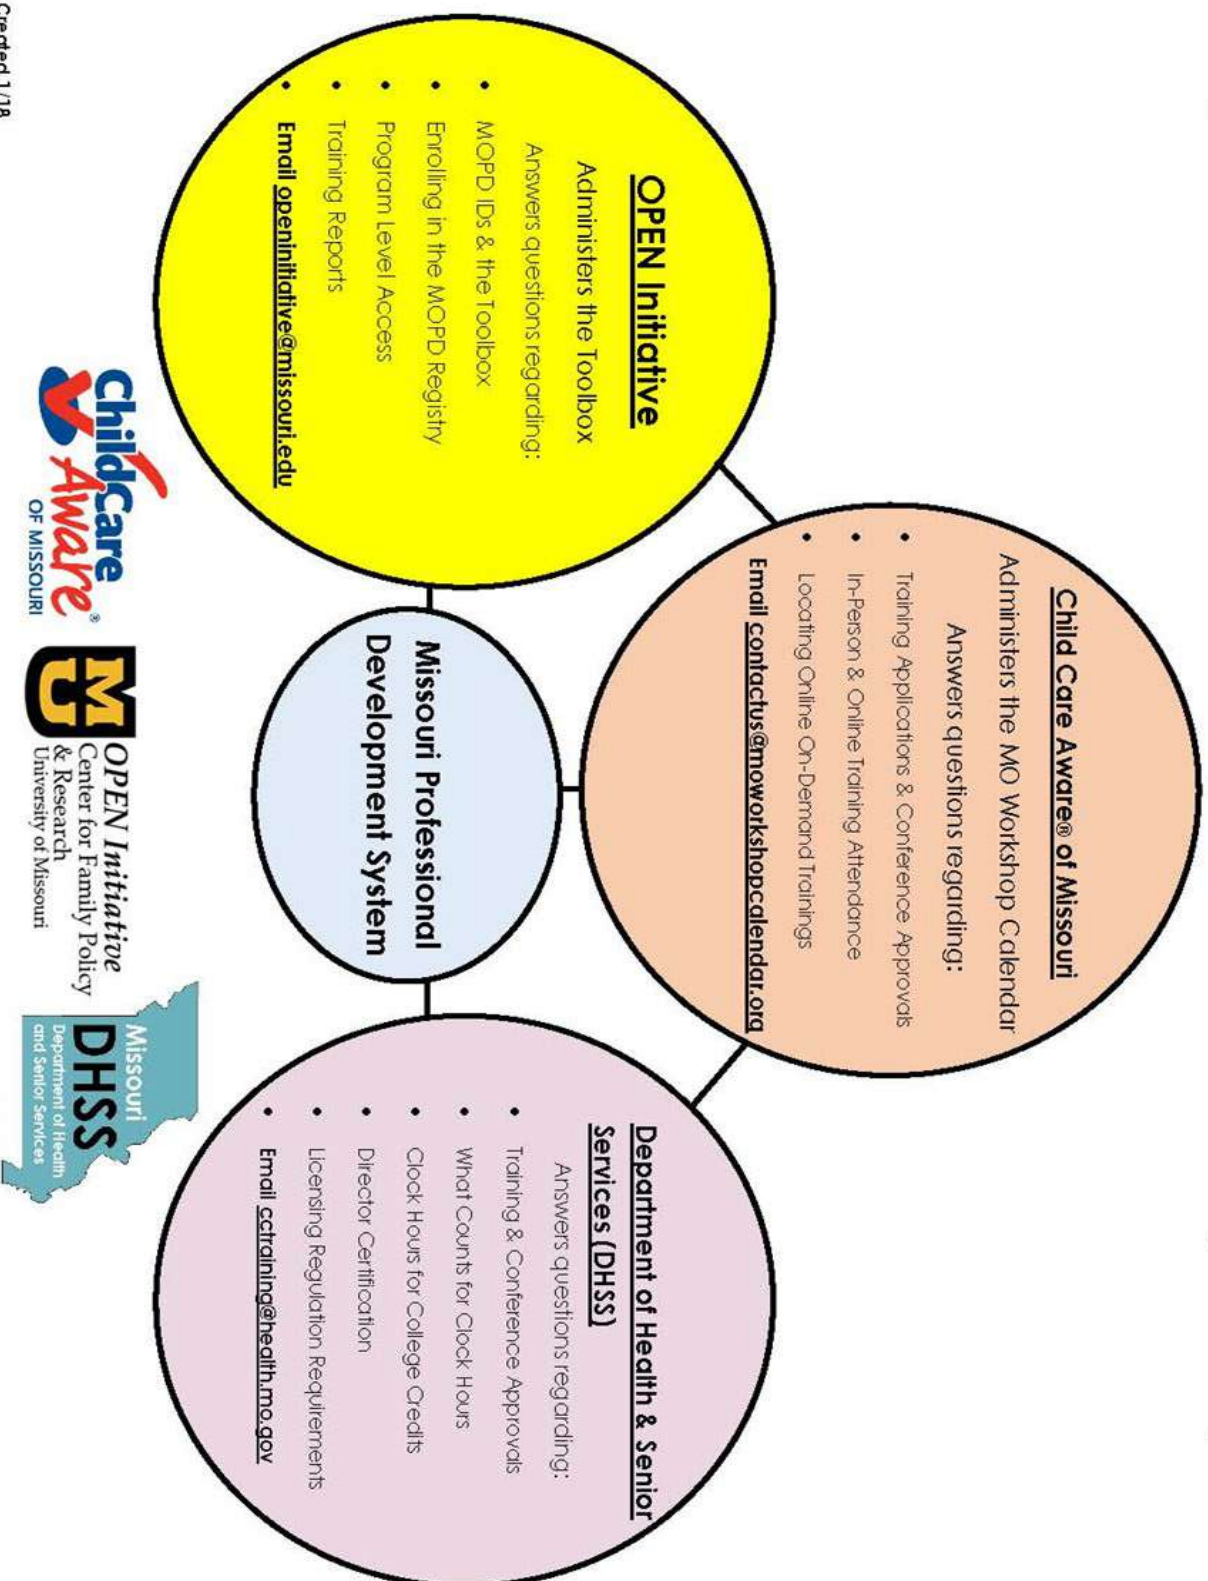 Child Care Aware® of Missouri
Administers the MO Workshop Calendar
Answers questions regarding:
• Training Applications & Conference Approvals
• In-Person & Online Training Attendance
• Locating Online On-Demand Trainings
Email contactus@moworkshopcalendar.org
OPEN Initiative
Administers the Toolbox
Answers questions regarding:
• MOPD IDs & the Toolbox
• Enrolling in the MOPD Registry
• Program Level Access
• Training Reports
• Email openinitiative@missouri.edu
Missouri Professional
Development System
Department of Health & Senior
Services (DHSS)
Answers questions regarding:
• Training & Conference Approvals
• What Counts for Clock Hours
• Clock Hours for College Credits
• Director Certification
• Licensing Regulation Requirements
• Email cctraining@health.mo.gov
ChildCare
Aware®
OF MISSOURI
MU
OPEN Initiative
Center for Family Policy
& Research
University of Missouri
Missouri
DHSS
Department of Health
and Senior Services
Created 1/18